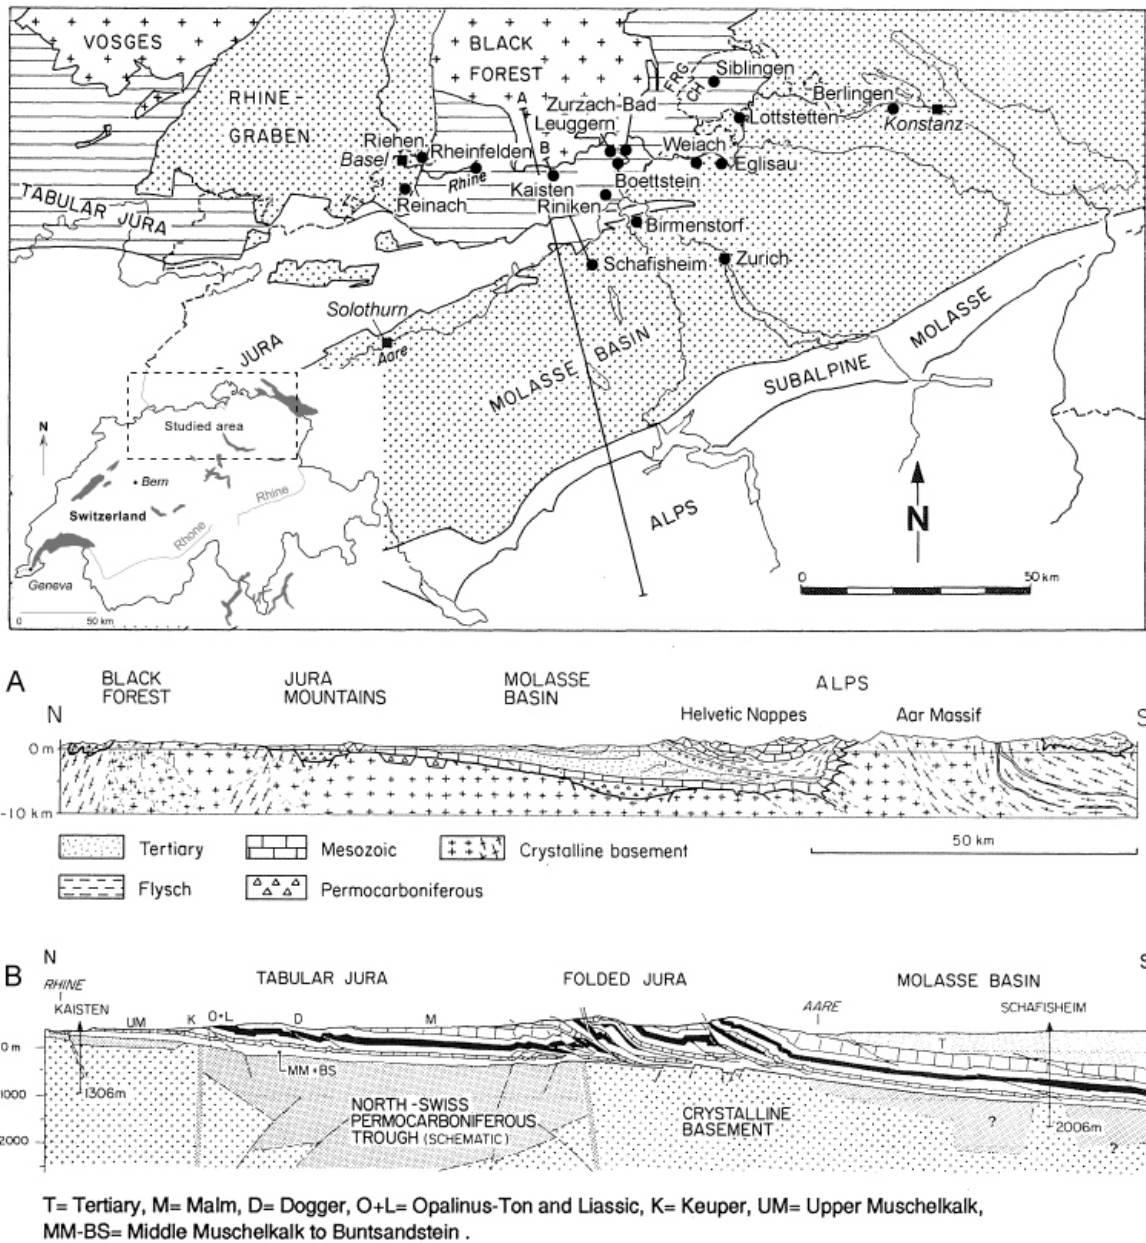 VOSGES
BLACK
FOREST
RHINE-
GRABEN
FRG
CH
Siblingen
Berlingen
Konstanz
Lottstetten
A
Zurzach-Bad
Leuggern
B
Riehen
Basel
Rheinfelden
Rhine
Reinach
Weiach
Eglisau
Kaisten
Boettstein
Riniken
TABULAR JURA
Birmenstorf
Schafisheim
Zurich
Solothurn
Aare
JURA
MOLASSE BASIN
SUBALPINE MOLASSE
ALPS
N
0 50 km
N
Studied area
Bern
Switzerland
Rhine
Rhone
Geneva
0 50 km
A
BLACK
FOREST
JURA
MOUNTAINS
MOLASSE
BASIN
ALPS
N
Helvetic Nappes
Aar Massif
S
0 m
-10 km
50 km
Tertiary
Mesozoic
Crystalline basement
Flysch
Permocarboniferous
B
N
TABULAR JURA
FOLDED JURA
MOLASSE BASIN
S
RHINE
KAISTEN
AARE
SCHAFISHEIM
UM
K
O+L
D
M
T
0 m
1000
2000
1306m
MM+BS
NORTH-SWISS
PERMOCARBONIFEROUS
TROUGH (SCHEMATIC)
CRYSTALLINE
BASEMENT
?
2006m
?
T= Tertiary, M= Malm, D= Dogger, O+L= Opalinus-Ton and Liassic, K= Keuper, UM= Upper Muschelkalk,
MM-BS= Middle Muschelkalk to Buntsandstein .